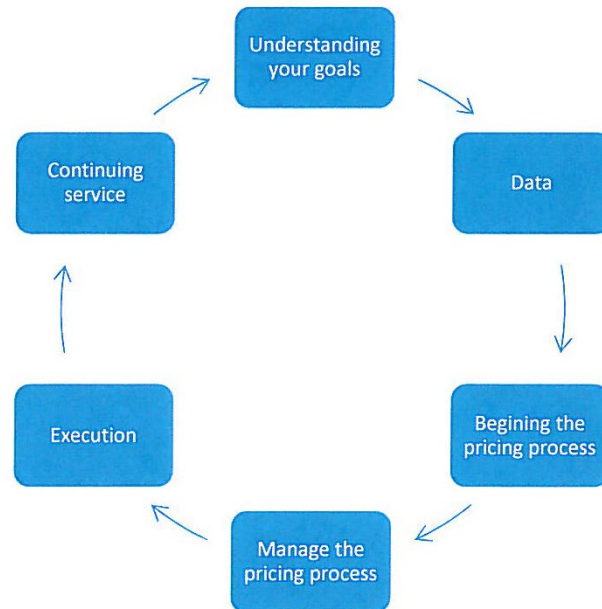 Understanding
your goals
Data
Begining the
pricing process
Manage the
pricing process
Execution
Continuing
service